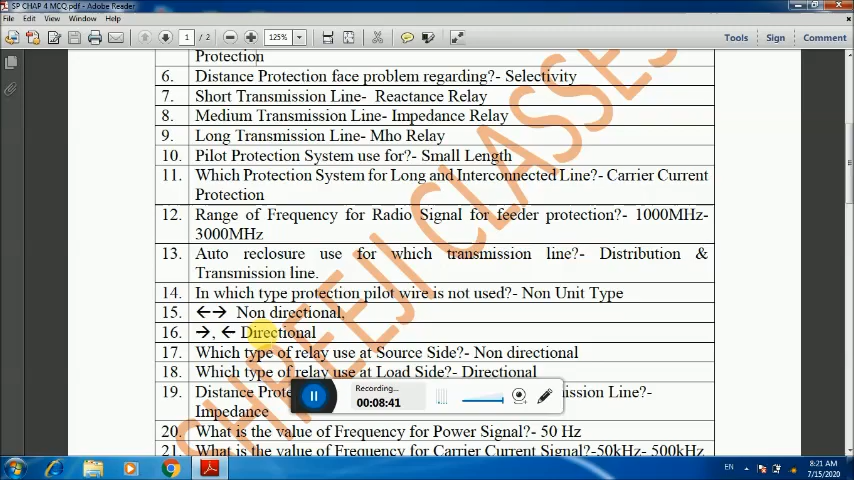 SP CHAP 4 MCQ.pdf - Adobe Reader
File Edit View Window Help
1 / 2 125% Tools Sign Comment
Protection
6. Distance Protection face problem regarding?- Selectivity
7. Short Transmission Line- Reactance Relay
8. Medium Transmission Line- Impedance Relay
9. Long Transmission Line- Mho Relay
10. Pilot Protection System use for?- Small Length
11. Which Protection System for Long and Interconnected Line?- Carrier Current
Protection
12. Range of Frequency for Radio Signal for feeder protection?- 1000MHz-
3000MHz
13. Auto reclosure use for which transmission line?- Distribution &
Transmission line.
14. In which type protection pilot wire is not used?- Non Unit Type
15. ←→ Non directional,
16. →, ← Directional
17. Which type of relay use at Source Side?- Non directional
18. Which type of relay use at Load Side?- Directional
19. Distance Prote ission Line?-
Impedance
20. What is the value of Frequency for Power Signal?- 50 Hz
21. What is the value of Frequency for Carrier Current Signal?-50kHz- 500kHz
SHREEJI CLASSES
Recording...
00:08:41
EN 8:21 AM
7/15/2020